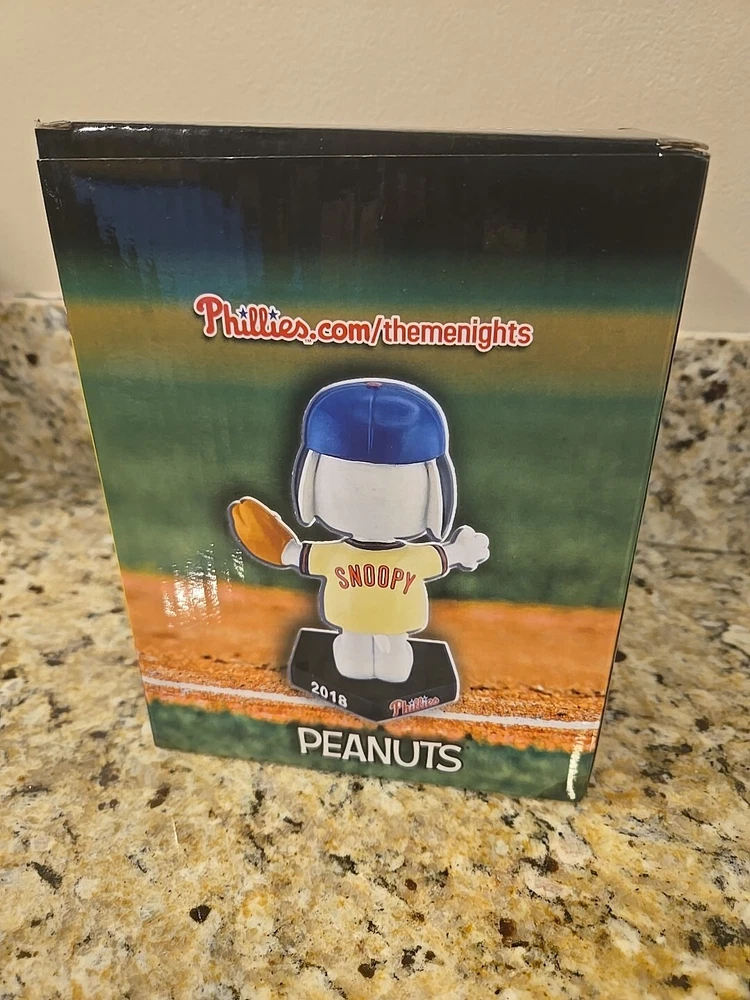 Phillies.com/themenights
SNOOPY
2018
Phillies
PEANUTS